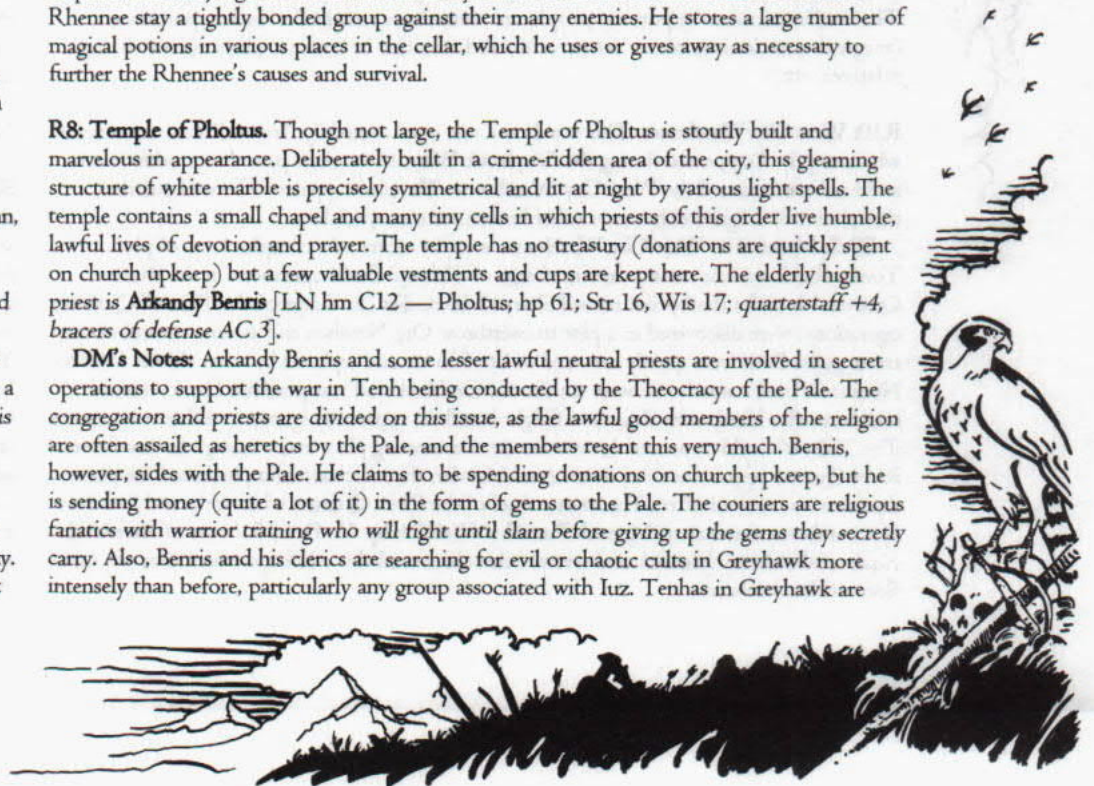 Rhennee stay a tightly bonded group against their many enemies. He stores a large number of
magical potions in various places in the cellar, which he uses or gives away as necessary to
further the Rhennee's causes and survival.
R8: Temple of Pholtus. Though not large, the Temple of Pholtus is stoutly built and
marvelous in appearance. Deliberately built in a crime-ridden area of the city, this gleaming
structure of white marble is precisely symmetrical and lit at night by various light spells. The
temple contains a small chapel and many tiny cells in which priests of this order live humble,
lawful lives of devotion and prayer. The temple has no treasury (donations are quickly spent
on church upkeep) but a few valuable vestments and cups are kept here. The elderly high
priest is Arkandy Benris [LN hm C12 — Pholtus; hp 61; Str 16, Wis 17; quarterstaff +4,
bracers of defense AC 3].
DM's Notes: Arkandy Benris and some lesser lawful neutral priests are involved in secret
operations to support the war in Tenh being conducted by the Theocracy of the Pale. The
congregation and priests are divided on this issue, as the lawful good members of the religion
are often assailed as heretics by the Pale, and the members resent this very much. Benris,
however, sides with the Pale. He claims to be spending donations on church upkeep, but he
is sending money (quite a lot of it) in the form of gems to the Pale. The couriers are religious
fanatics with warrior training who will fight until slain before giving up the gems they secretly
carry. Also, Benris and his clerics are searching for evil or chaotic cults in Greyhawk more
intensely than before, particularly any group associated with Iuz. Tenhas in Greyhawk are